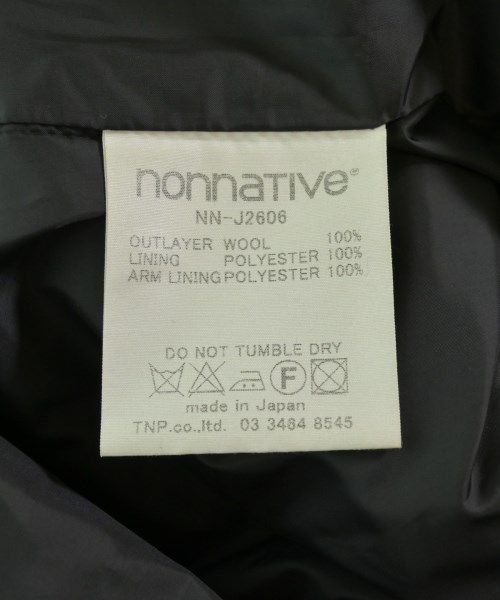 nonnative®
NN-J2606
OUTLAYER WOOL 100%
LINING POLYESTER 100%
ARM LINING POLYESTER 100%
DO NOT TUMBLE DRY
F
made in Japan
TNP.co.,ltd. 03 3464 8545